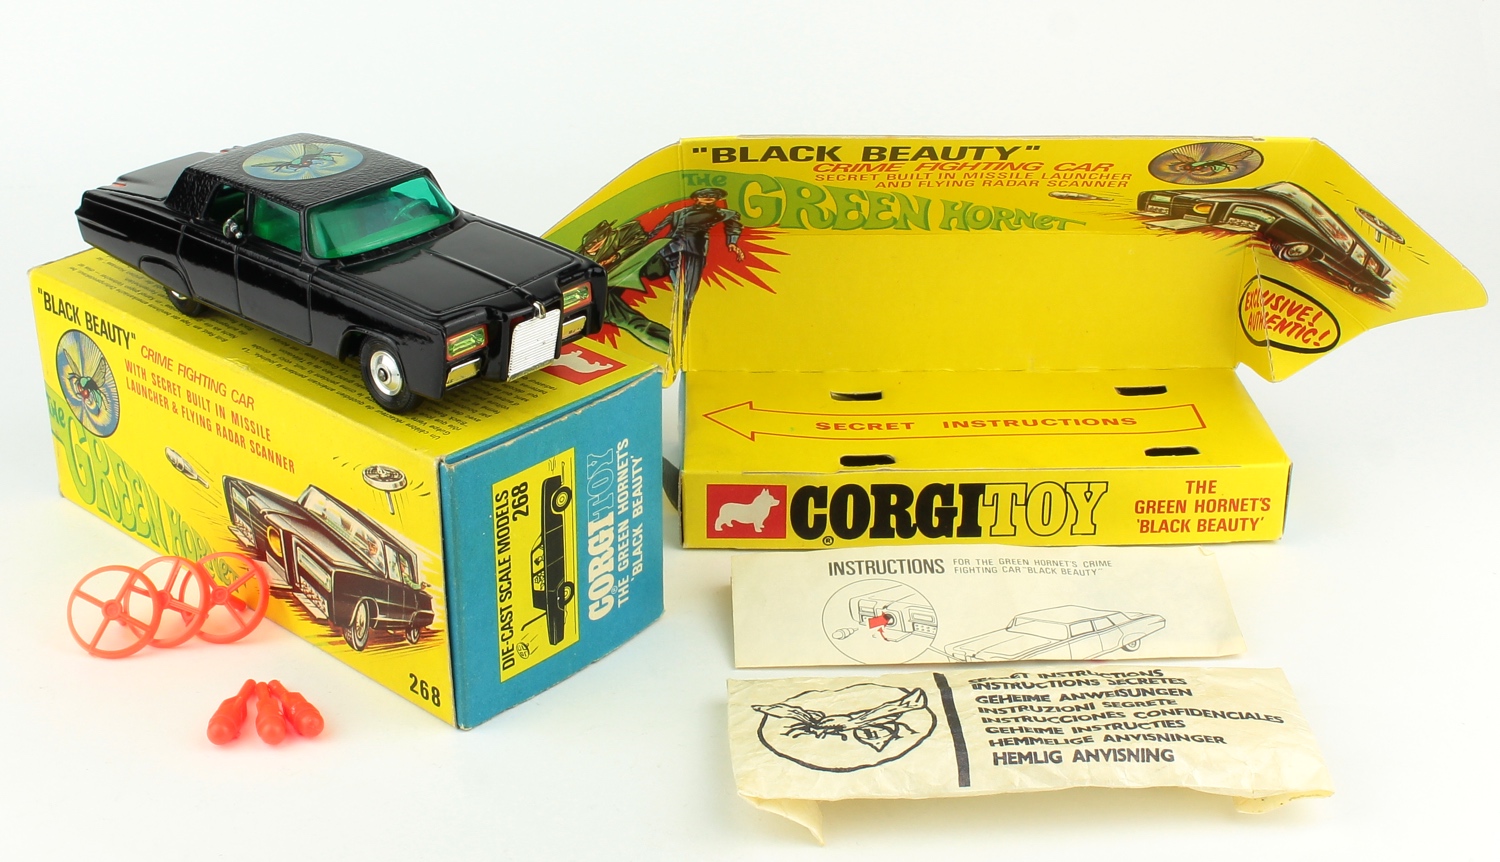 "BLACK BEAUTY"
CRIME FIGHTING CAR
WITH SECRET BUILT IN MISSILE
LAUNCHER & FLYING RADAR SCANNER
THE
GREEN HORNET
268
DIE-CAST SCALE MODELS
268
CORGI TOY
THE GREEN HORNET'S
'BLACK BEAUTY'
"BLACK BEAUTY"
CRIME FIGHTING CAR
SECRET BUILT IN MISSILE LAUNCHER
AND FLYING RADAR SCANNER
THE
GREEN HORNET
EXCLUSIVE!
AUTHENTIC!
SECRET INSTRUCTIONS
CORGI TOY
®
THE
GREEN HORNET'S
'BLACK BEAUTY'
INSTRUCTIONS FOR THE GREEN HORNET'S CRIME
FIGHTING CAR "BLACK BEAUTY"
SECRET INSTRUCTIONS
INSTRUCTIONS SECRETES
GEHEIME ANWEISUNGEN
INSTRUZIONI SEGRETE
INSTRUCCIONES CONFIDENCIALES
GEHEIME INSTRUCTIES
HEMMELIGE ANVISNINGER
HEMLIG ANVISNING